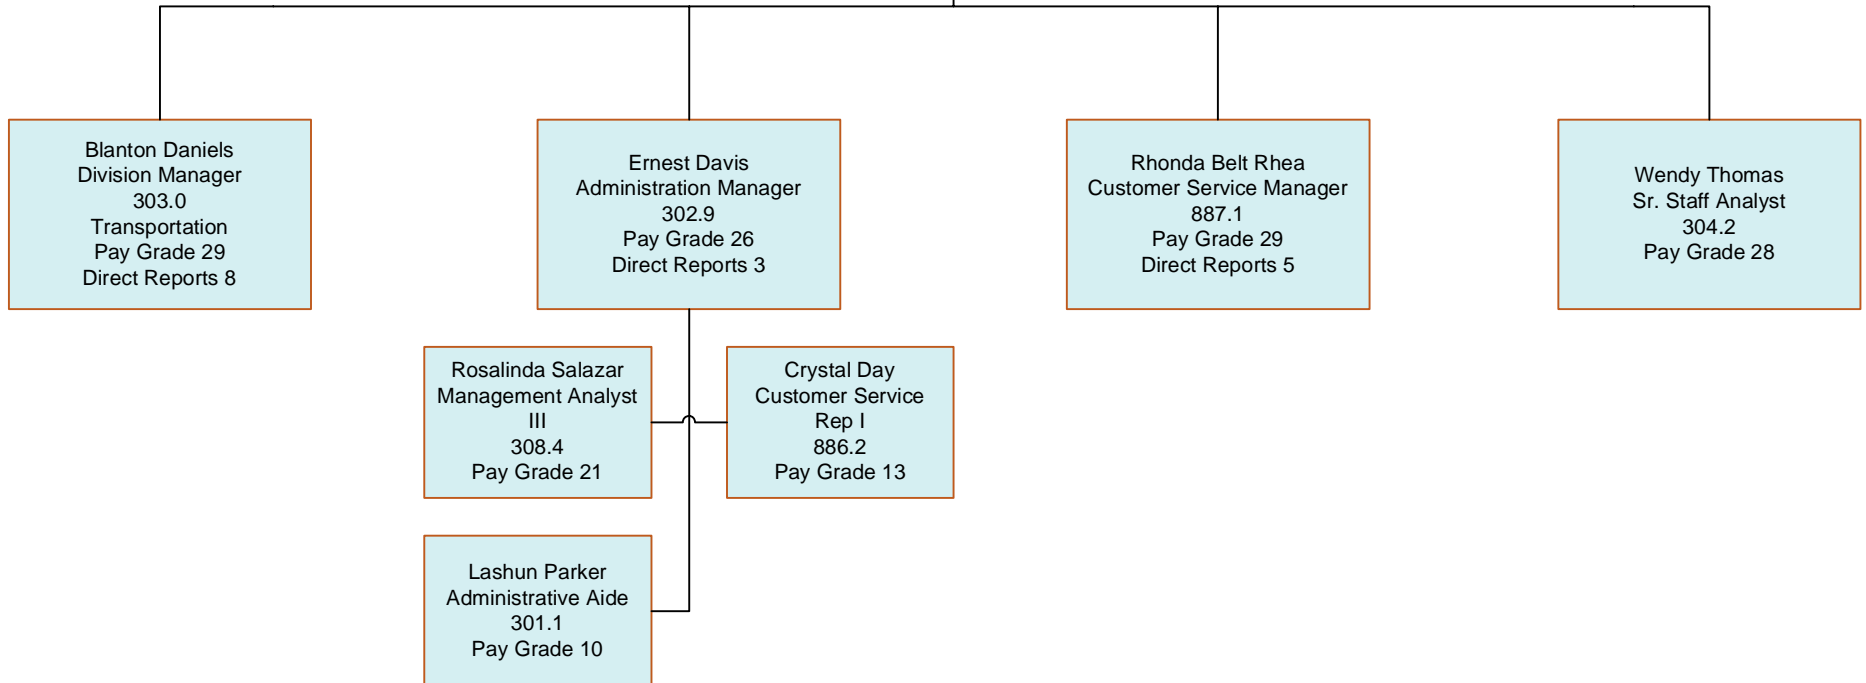 Blanton Daniels
Division Manager
303.0
Transportation
Pay Grade 29
Direct Reports 8
Ernest Davis
Administration Manager
302.9
Pay Grade 26
Direct Reports 3
Rhonda Belt Rhea
Customer Service Manager
887.1
Pay Grade 29
Direct Reports 5
Wendy Thomas
Sr. Staff Analyst
304.2
Pay Grade 28
Rosalinda Salazar
Management Analyst
III
308.4
Pay Grade 21
Crystal Day
Customer Service
Rep I
886.2
Pay Grade 13
Lashun Parker
Administrative Aide
301.1
Pay Grade 10